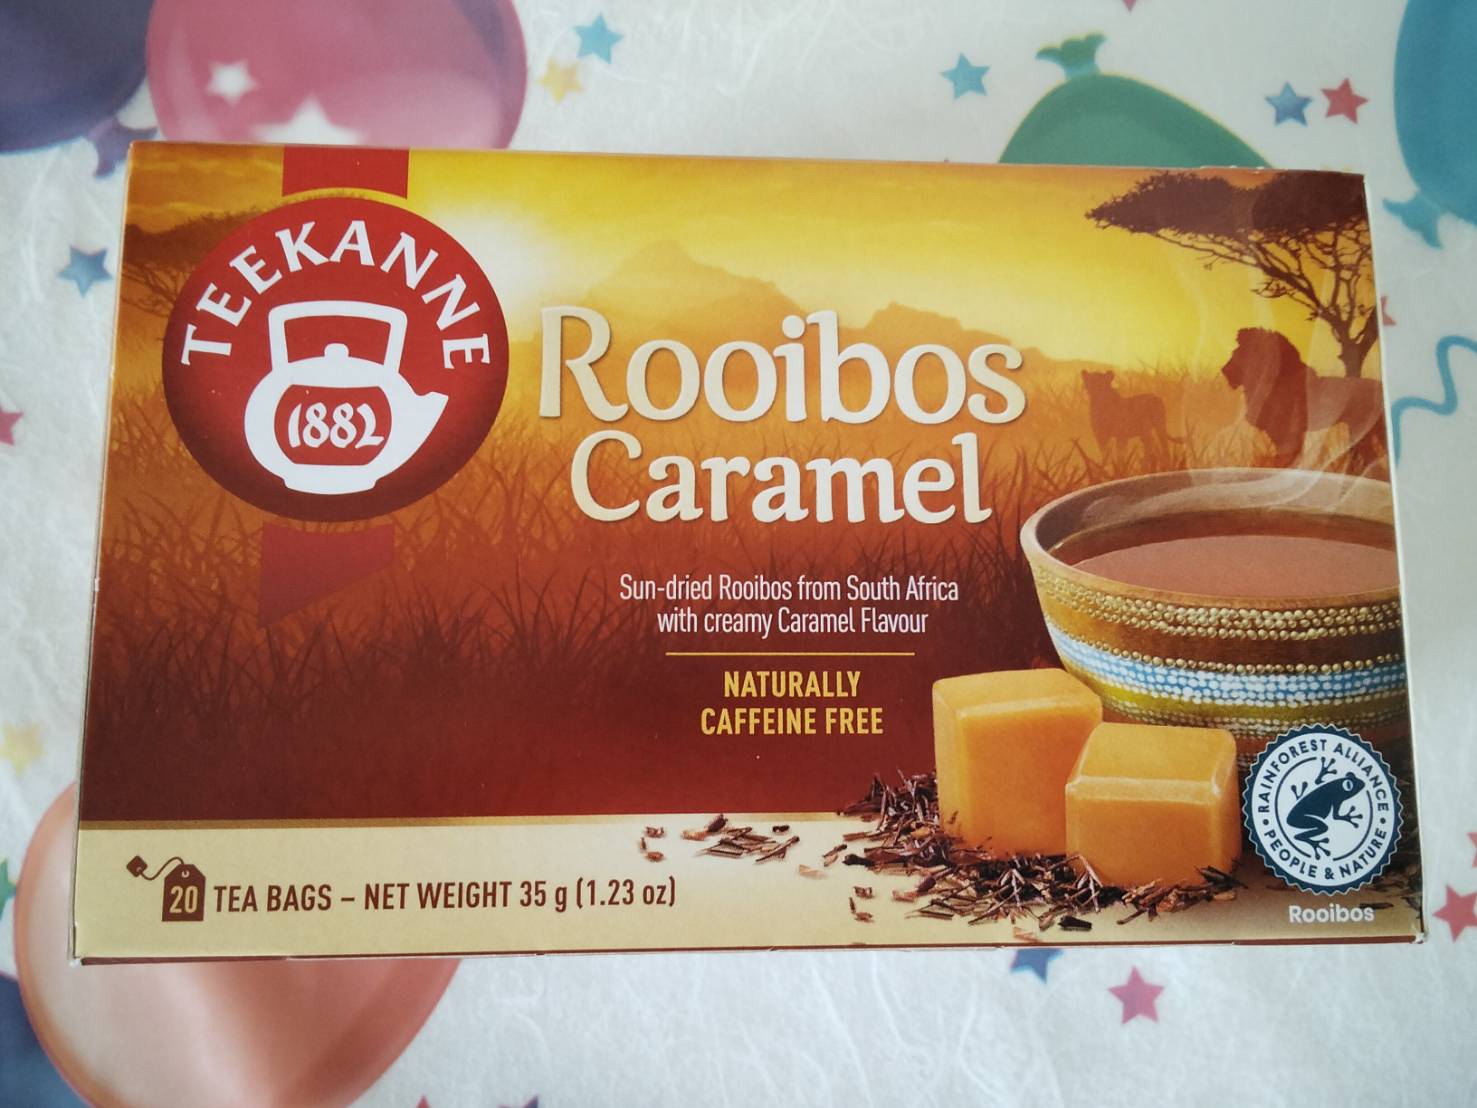 TEEKANNE
1882
Rooibos
Caramel
Sun-dried Rooibos from South Africa
with creamy Caramel Flavour
NATURALLY
CAFFEINE FREE
20 TEA BAGS – NET WEIGHT 35 g (1.23 oz)
RAINFOREST ALLIANCE
• PEOPLE & NATURE •
Rooibos